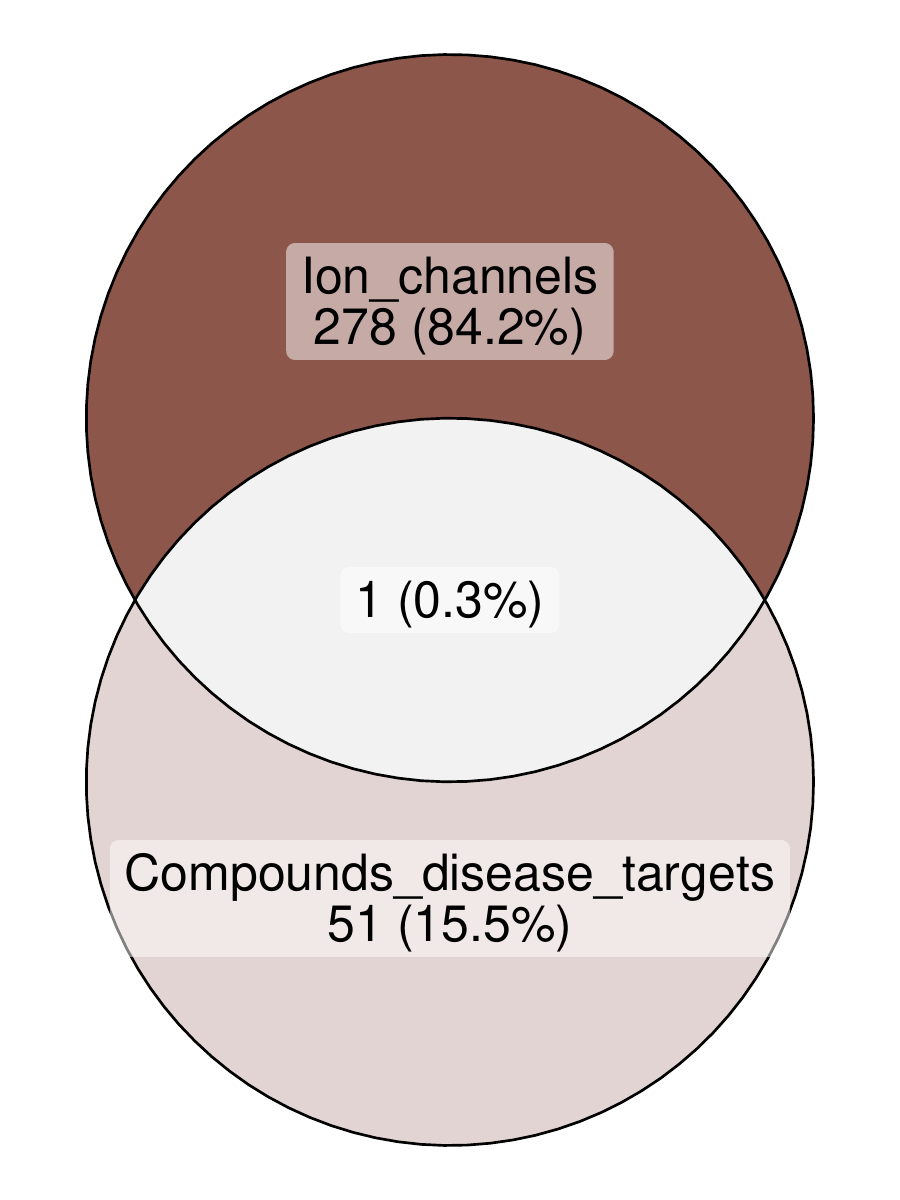 Ion_channels
278 (84.2%)
1 (0.3%)
Compounds_disease_targets
51 (15.5%)